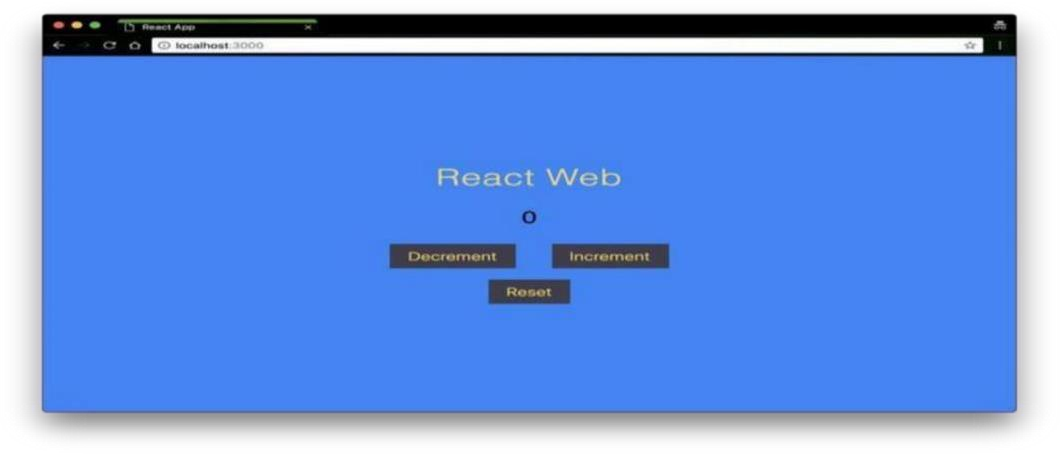 React App
localhost:3000
React Web
0
Decrement Increment
Reset